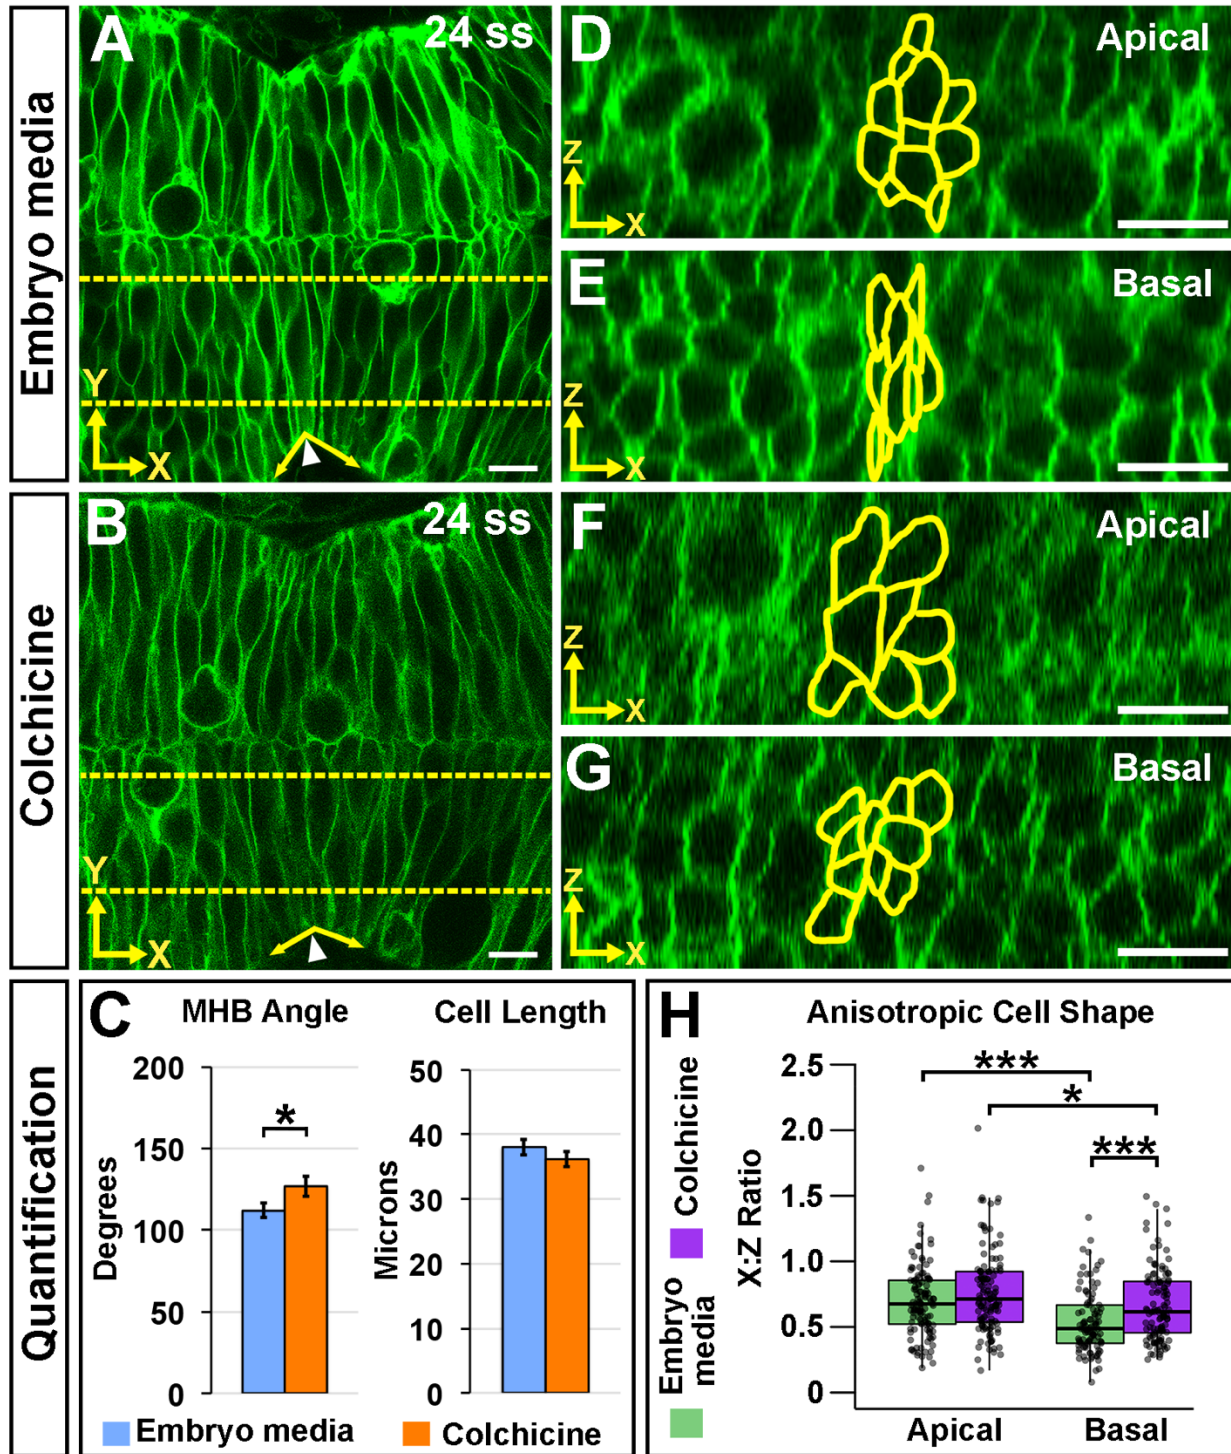 Embryo media
A
24 ss
Y
X
D
Apical
Z
X
E
Basal
Z
X
Colchicine
B
24 ss
Y
X
F
Apical
Z
X
G
Basal
Z
X
Quantification
C
MHB Angle
Cell Length
Degrees
200
150
100
50
0
*
Microns
50
40
30
20
10
0
Embryo media
Colchicine
H
Anisotropic Cell Shape
Colchicine
Embryo
media
X:Z Ratio
2.5
2.0
1.5
1.0
0.5
0
***
*
***
Apical
Basal